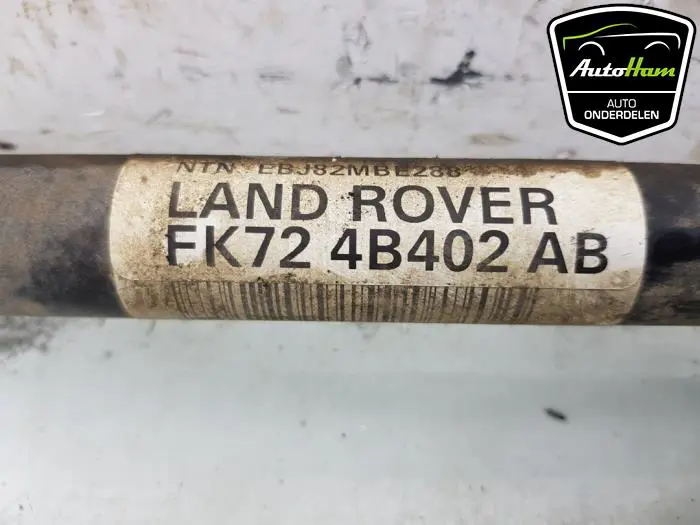 AutoHam
AUTO
ONDERDELEN
NTN EBJ82MBE288
LAND ROVER
FK72 4B402 AB